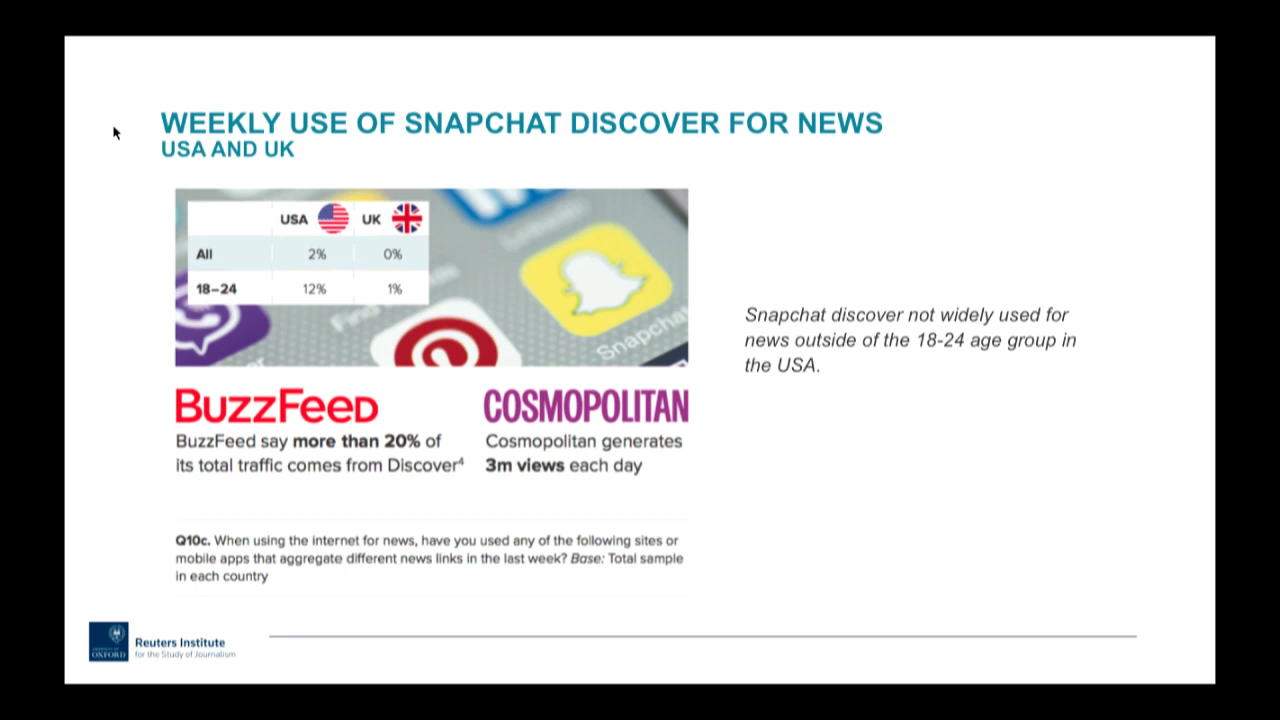 WEEKLY USE OF SNAPCHAT DISCOVER FOR NEWS
USA AND UK
USA UK
All 2% 0%
18–24 12% 1%
Snapchat
Snapchat discover not widely used for
news outside of the 18-24 age group in
the USA.
BUZZFEED COSMOPOLITAN
BuzzFeed say more than 20% of
its total traffic comes from Discover⁴
Cosmopolitan generates
3m views each day
Q10c. When using the internet for news, have you used any of the following sites or
mobile apps that aggregate different news links in the last week? Base: Total sample
in each country
OXFORD
Reuters Institute
for the Study of Journalism